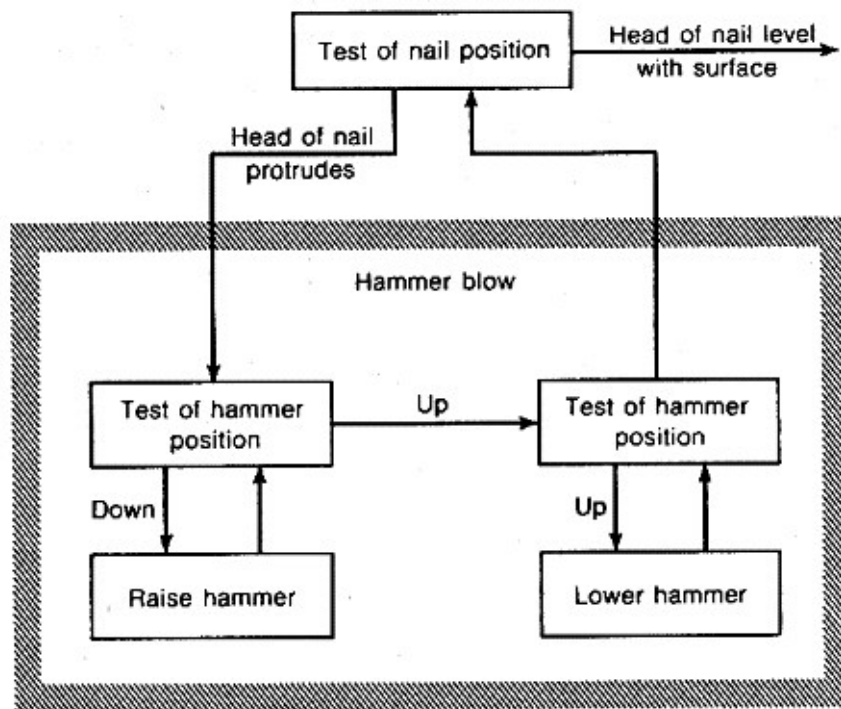 Test of nail position
Head of nail level
with surface
Head of nail
protrudes
Hammer blow
Test of hammer
position
Up
Test of hammer
position
Down
Up
Raise hammer
Lower hammer